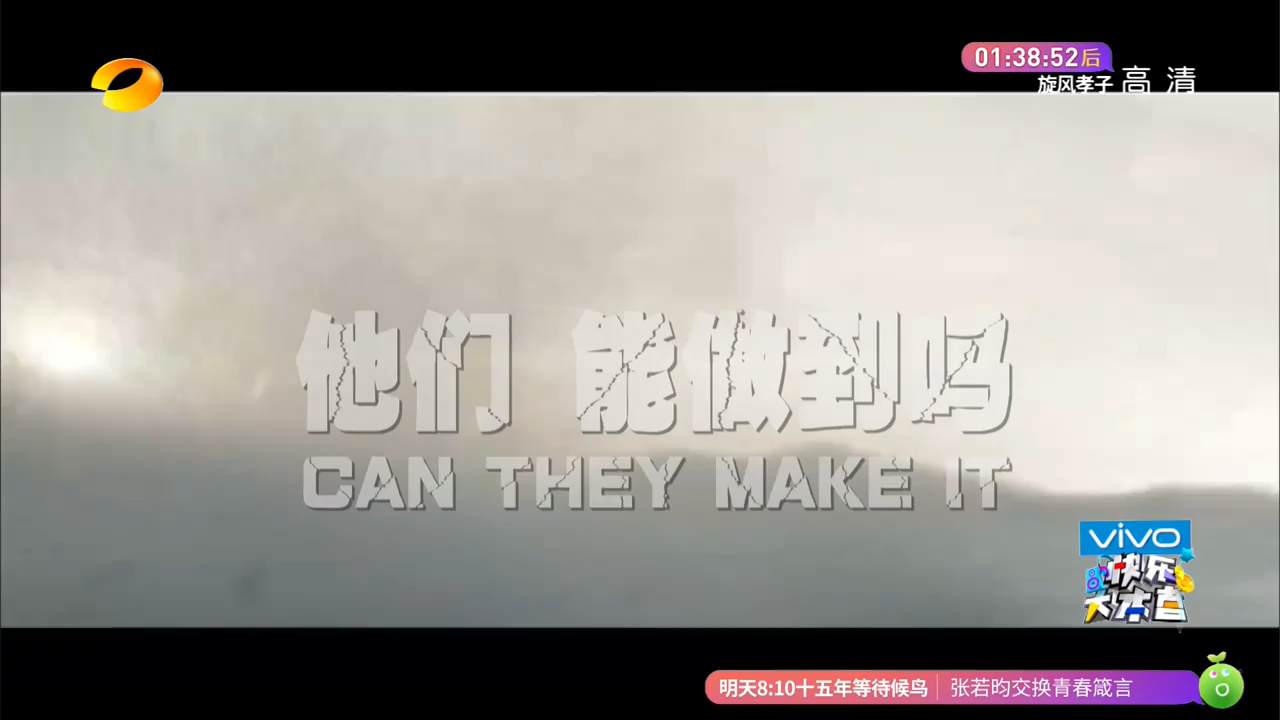 01:38:52后
旋风孝子 高清
他们 能做到吗
CAN THEY MAKE IT
vivo
快乐
大本营
明天8:10十五年等待候鸟 张若昀交换青春箴言